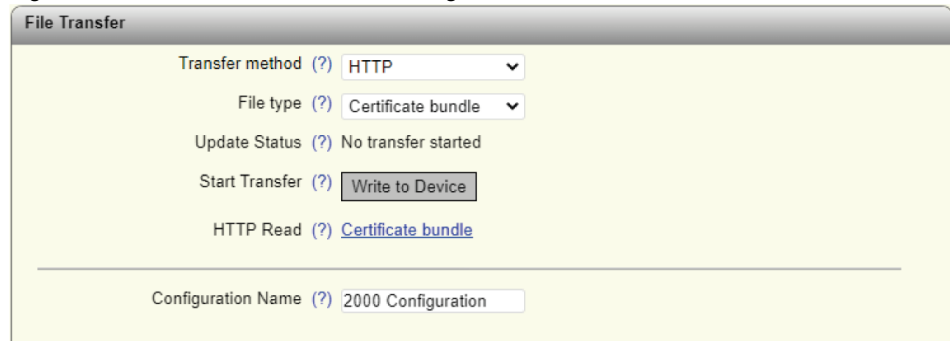 File Transfer
Transfer method (?) HTTP
File type (?) Certificate bundle
Update Status (?) No transfer started
Start Transfer (?) Write to Device
HTTP Read (?) Certificate bundle
Configuration Name (?) 2000 Configuration